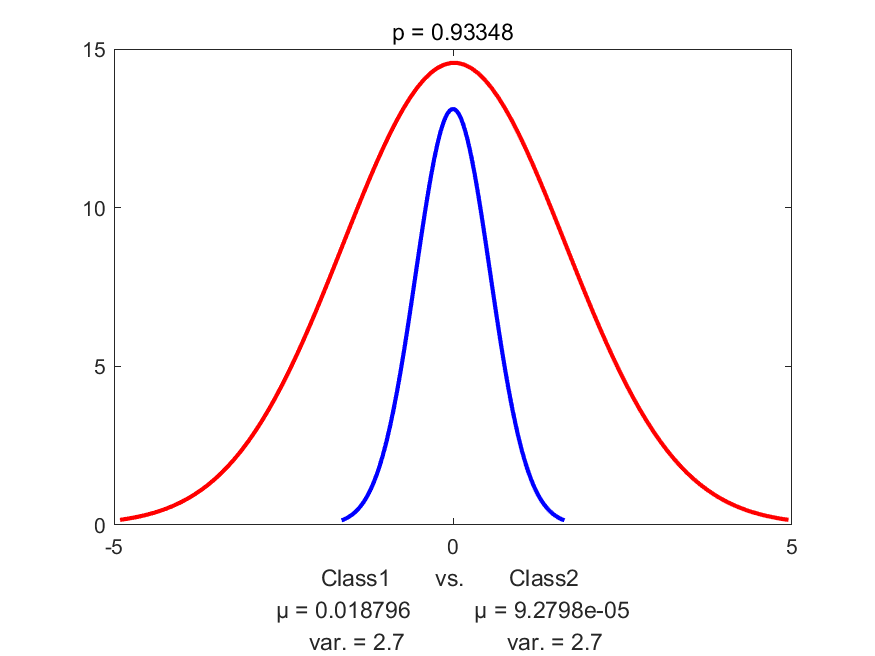 p = 0.93348
15
10
5
0
-5 0 5
Class1 vs. Class2
μ = 0.018796 μ = 9.2798e-05
var. = 2.7 var. = 2.7